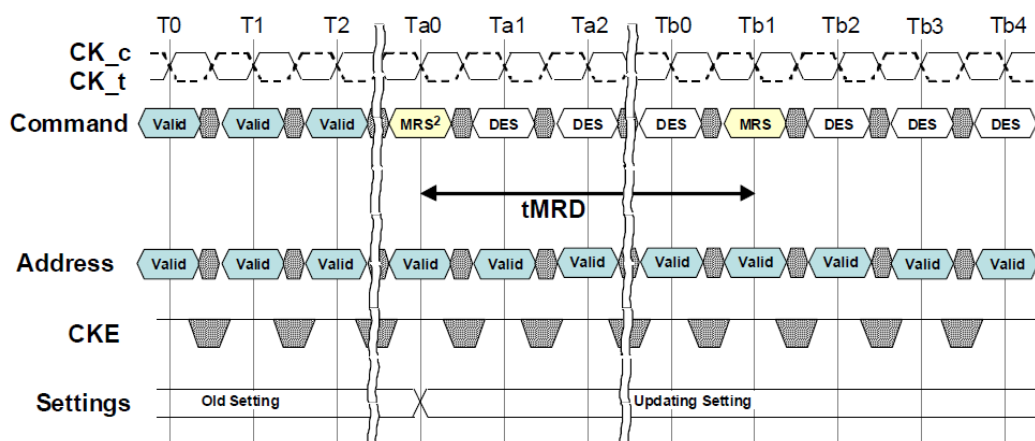 T0 T1 T2 Ta0 Ta1 Ta2 Tb0 Tb1 Tb2 Tb3 Tb4
CK_c
CK_t
Command Valid Valid Valid MRS² DES DES DES MRS DES DES DES
tMRD
Address Valid Valid Valid Valid Valid Valid Valid Valid Valid Valid Valid
CKE
Settings Old Setting Updating Setting